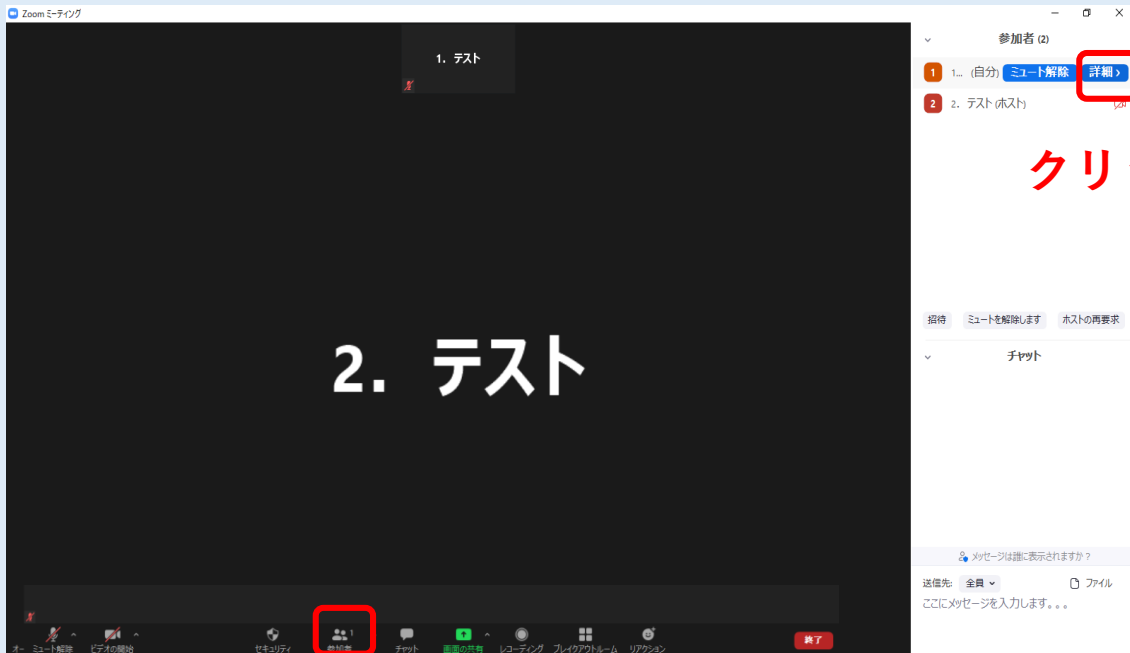 Zoom ミーティング
1. テスト
参加者 (2)
1 1... (自分) ミュート解除 詳細>
2 2. テスト (ホスト)
クリ
2. テスト
招待 ミュートを解除します ホストの再要求
チャット
メッセージは誰に表示されますか?
送信先: 全員 ファイル
ここにメッセージを入力します。。。
オー ミュート解除 ビデオの開始 セキュリティ 参加者 1 チャット 画面の共有 レコーディング ブレイクアウトルーム リアクション 終了